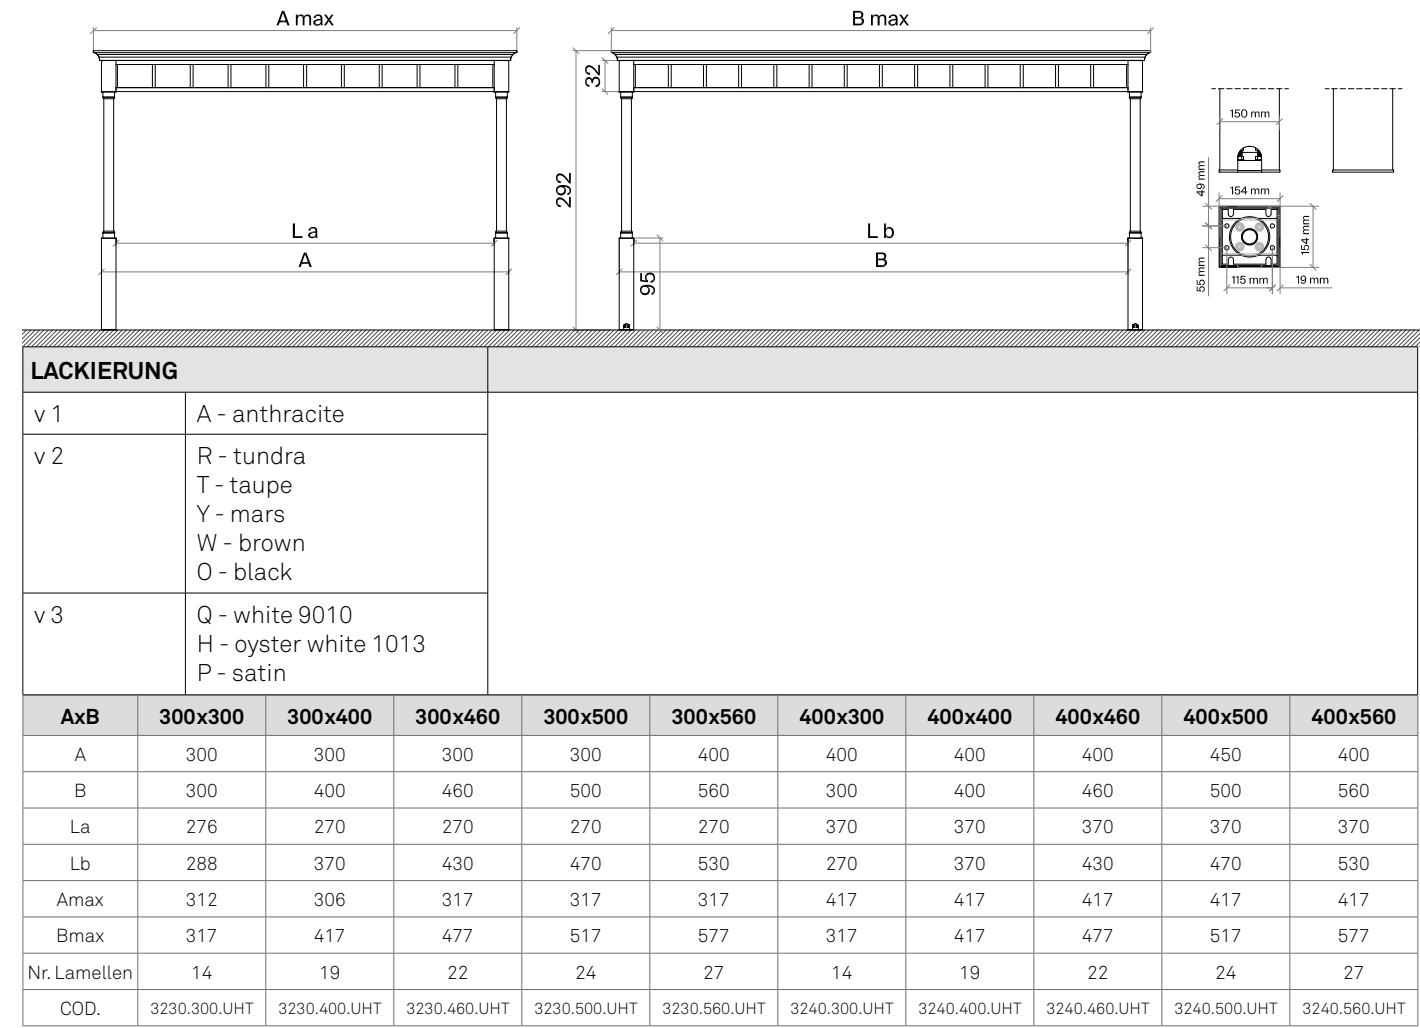 A max
B max
32
292
L a
A
L b
B
95
150 mm
49 mm
154 mm
154 mm
55 mm
115 mm
19 mm
LACKIERUNG
v 1 A - anthracite
v 2 R - tundra
T - taupe
Y - mars
W - brown
O - black
v 3 Q - white 9010
H - oyster white 1013
P - satin
AxB 300x300 300x400 300x460 300x500 300x560 400x300 400x400 400x460 400x500 400x560
A 300 300 300 300 400 400 400 400 450 400
B 300 400 460 500 560 300 400 460 500 560
La 276 270 270 270 270 370 370 370 370 370
Lb 288 370 430 470 530 270 370 430 470 530
Amax 312 306 317 317 317 417 417 417 417 417
Bmax 317 417 477 517 577 317 417 477 517 577
Nr. Lamellen 14 19 22 24 27 14 19 22 24 27
COD. 3230.300.UHT 3230.400.UHT 3230.460.UHT 3230.500.UHT 3230.560.UHT 3240.300.UHT 3240.400.UHT 3240.460.UHT 3240.500.UHT 3240.560.UHT